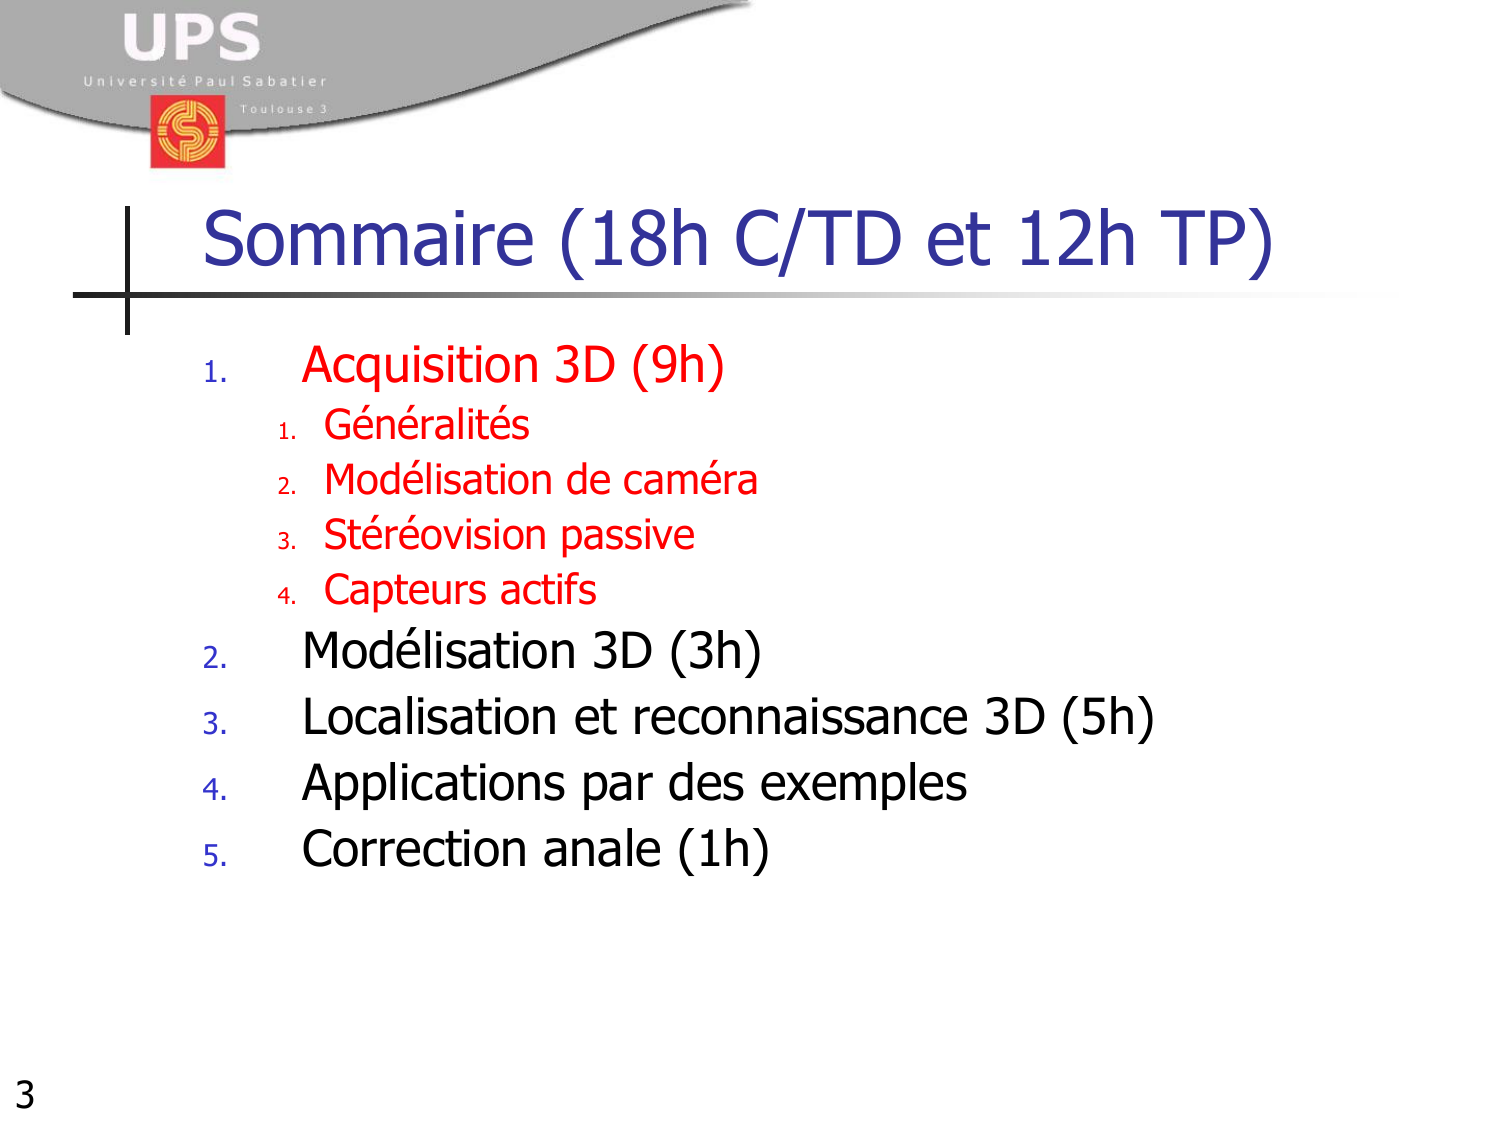 UPS
Université Paul Sabatier
Toulouse 3
Sommaire (18h C/TD et 12h TP)
1. Acquisition 3D (9h)
1. Généralités
2. Modélisation de caméra
3. Stéréovision passive
4. Capteurs actifs
2. Modélisation 3D (3h)
3. Localisation et reconnaissance 3D (5h)
4. Applications par des exemples
5. Correction anale (1h)
3